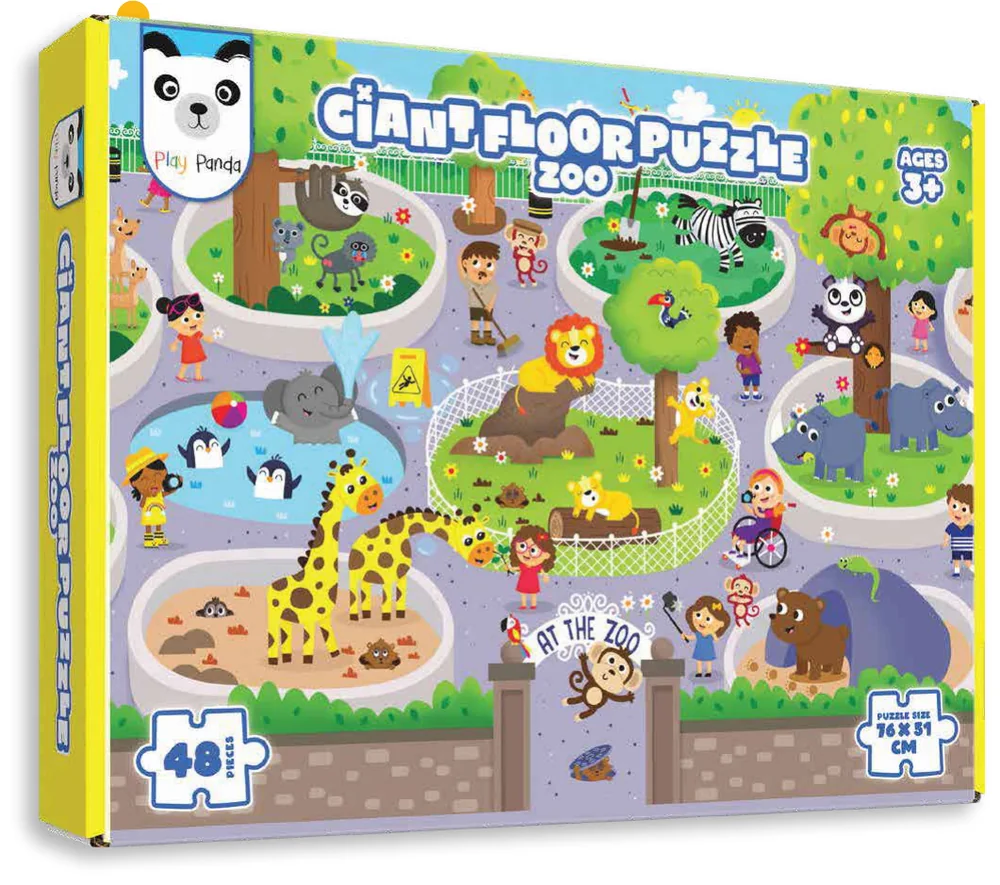 Play Panda
GIANT FLOOR PUZZLE
ZOO
AGES
3+
GIANT FLOOR PUZZLE
ZOO
AT THE ZOO
48
PIECES
PUZZLE SIZE
76 X 51
CM